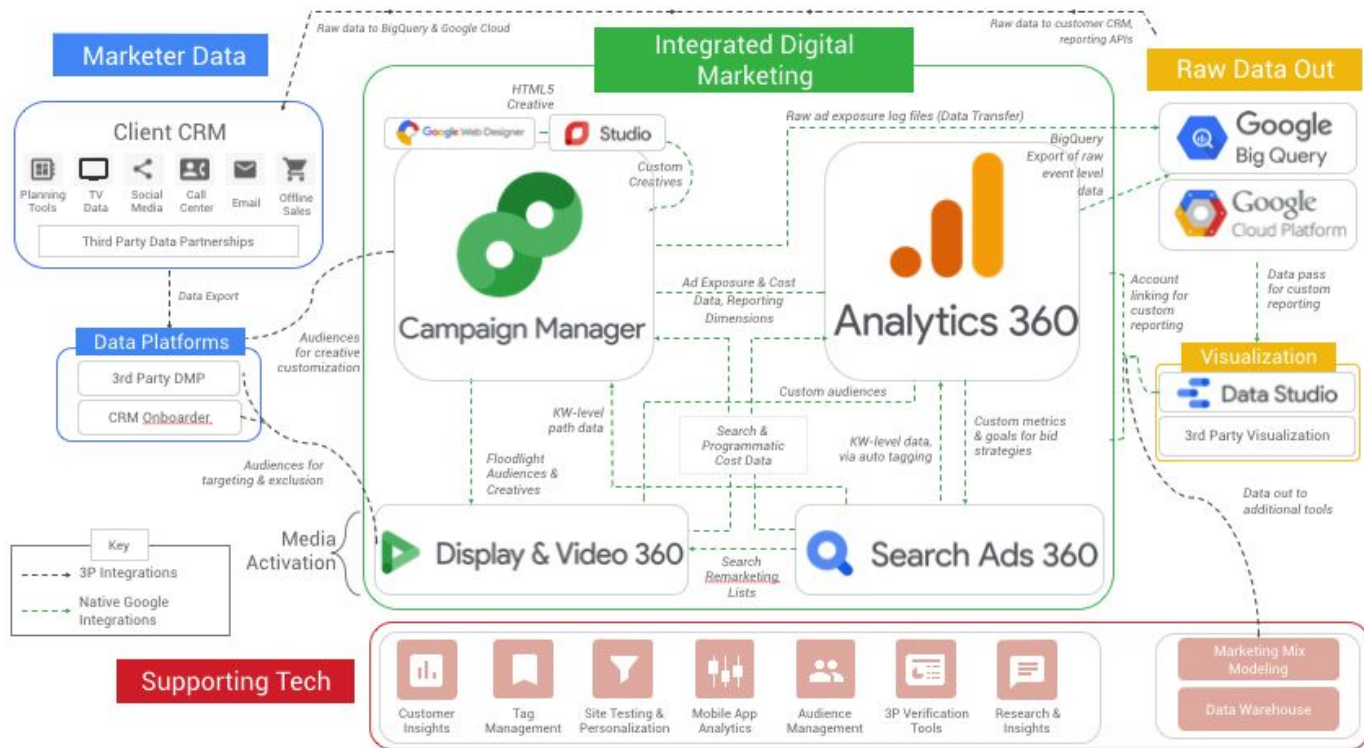 Raw data to BigQuery & Google Cloud
Raw data to customer CRM,
reporting APIs
Marketer Data
Integrated Digital
Marketing
Raw Data Out
Client CRM
Planning
Tools
TV
Data
Social
Media
Call
Center
Email
Offline
Sales
Third Party Data Partnerships
Data Export
Data Platforms
3rd Party DMP
CRM Onboarder
Audiences
for creative
customization
Audiences for
targeting & exclusion
HTML5
Creative
Google Web Designer
Studio
Custom
Creatives
Campaign Manager
Raw ad exposure log files (Data Transfer)
BigQuery
Export of raw
event level
data
Ad Exposure & Cost
Data, Reporting
Dimensions
Analytics 360
Google
Big Query
Google
Cloud Platform
Account
linking for
custom
reporting
Data pass
for custom
reporting
Visualization
Data Studio
3rd Party Visualization
Custom audiences
KW-level
path data
Search &
Programmatic
Cost Data
KW-level data,
via auto tagging
Custom metrics
& goals for bid
strategies
Floodlight
Audiences &
Creatives
Data out to
additional tools
Media
Activation
Display & Video 360
Search
Remarketing
Lists
Search Ads 360
Key
3P Integrations
Native Google
Integrations
Supporting Tech
Customer
Insights
Tag
Management
Site Testing &
Personalization
Mobile App
Analytics
Audience
Management
3P Verification
Tools
Research &
Insights
Marketing Mix
Modeling
Data Warehouse